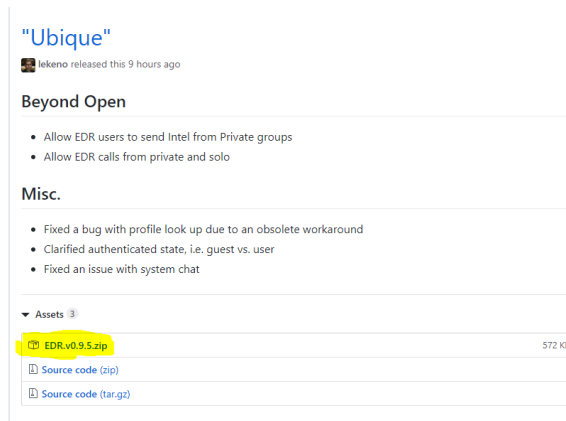 "Ubique"
lekeno released this 9 hours ago
Beyond Open
Allow EDR users to send Intel from Private groups
Allow EDR calls from private and solo
Misc.
Fixed a bug with profile look up due to an obsolete workaround
Clarified authenticated state, i.e. guest vs. user
Fixed an issue with system chat
Assets 3
EDR.v0.9.5.zip 572
Source code (zip)
Source code (tar.gz)